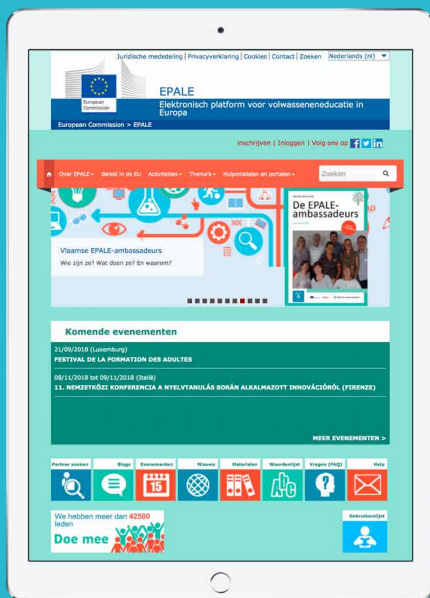 Juridische mededeling | Privacyverklaring | Cookies | Contact | Zoeken Nederlands (nl)
European
Commission
EPALE
Elektronisch platform voor volwasseneneducatie in
Europa
European Commission > EPALE
Inschrijven | Inloggen | Volg ons op
Over EPALE Beleid in de EU Activiteiten Thema's Hulpmiddelen en portalen Zoeken
De EPALE-
ambassadeurs
Vlaamse EPALE-ambassadeurs
Wie zijn ze? Wat doen ze? En waarom?
Komende evenementen
21/09/2018 (Luxemburg)
FESTIVAL DE LA FORMATION DES ADULTES
08/11/2018 tot 09/11/2018 (Italië)
11. NEMZETKÖZI KONFERENCIA A NYELVTANULÁS SORÁN ALKALMAZOTT INNOVÁCIÓRÓL (FIRENZE)
MEER EVENEMENTEN >
Partner zoeken Blogs Evenementen Nieuws Materialen Woordenlijst Vragen (FAQ) Help
15
ABC
We hebben meer dan 42500
leden
Doe mee
Gebruikerslijst